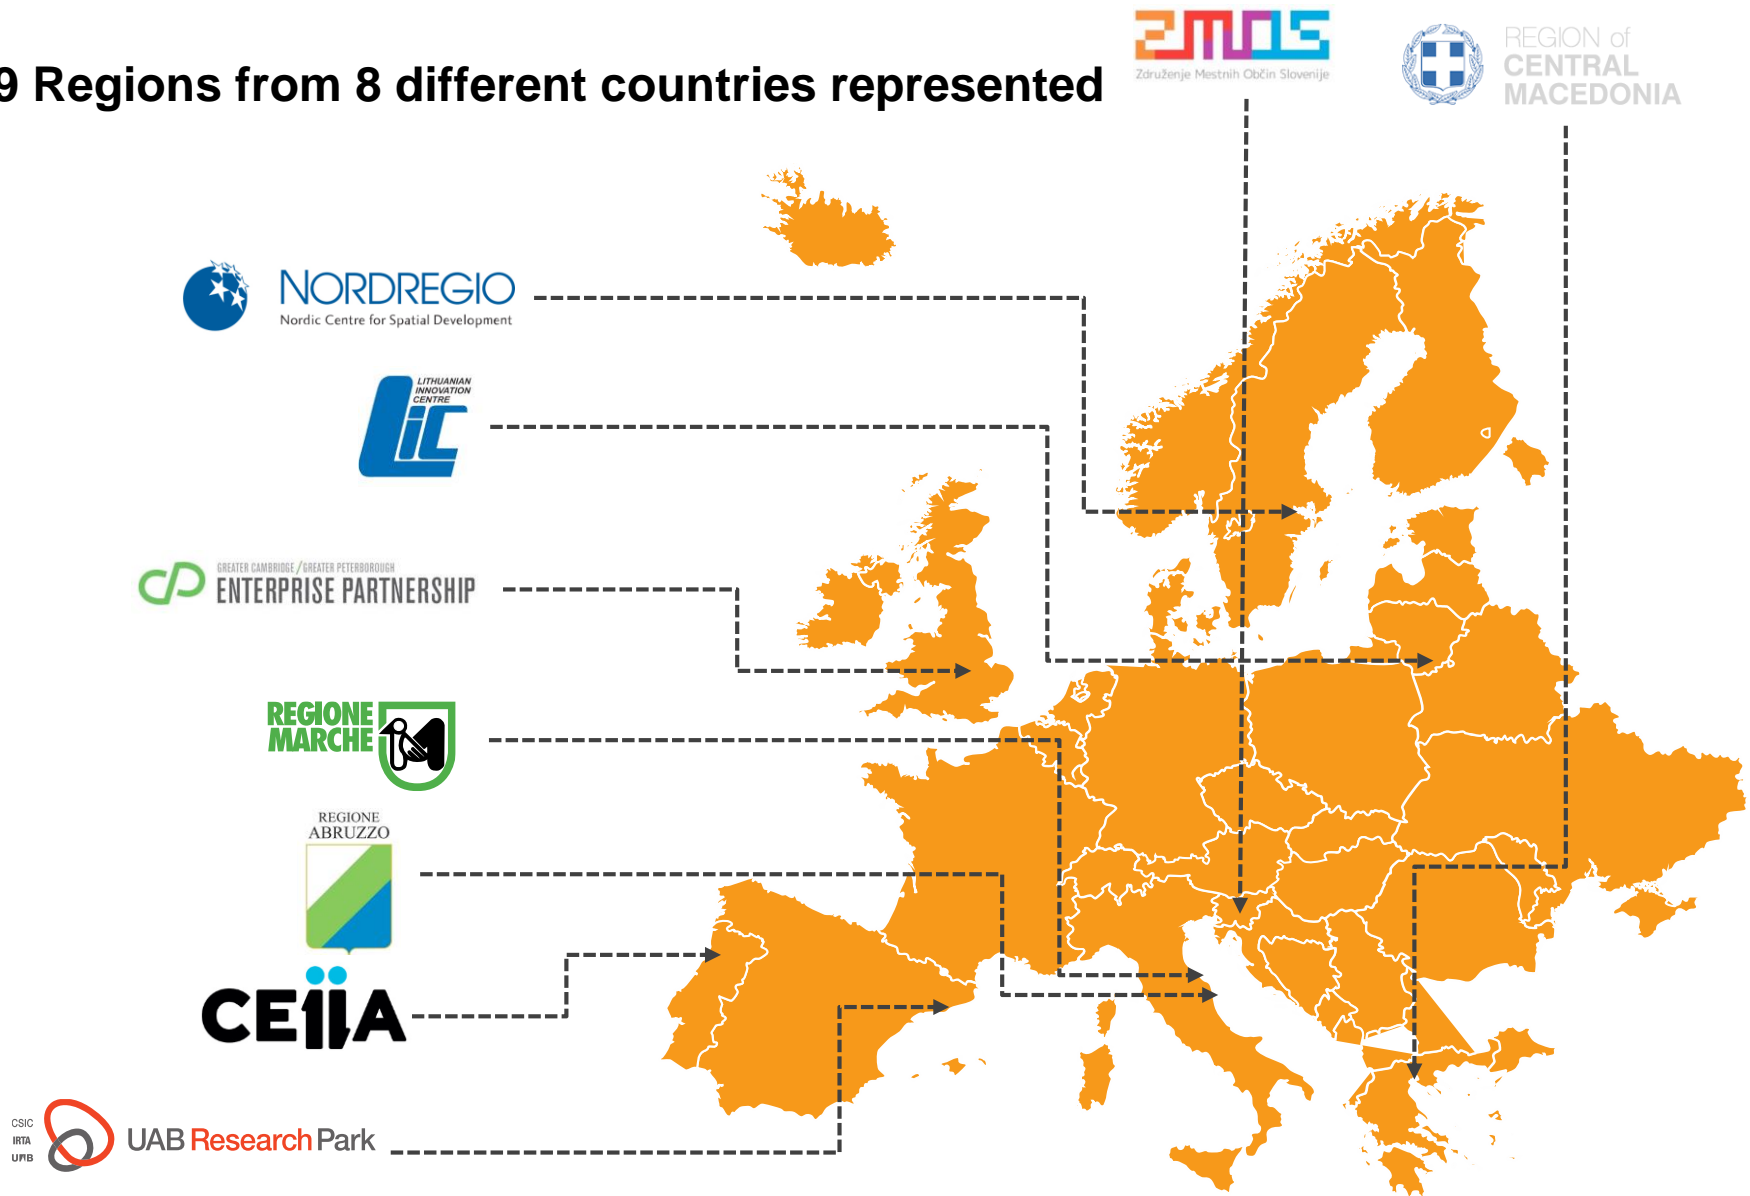 9 Regions from 8 different countries represented
ZMOS
Združenje Mestnih Občin Slovenije
REGION of
CENTRAL
MACEDONIA
NORDREGIO
Nordic Centre for Spatial Development
LITHUANIAN
INNOVATION
CENTRE
LiC
GREATER CAMBRIDGE/GREATER PETERBOROUGH
ENTERPRISE PARTNERSHIP
REGIONE
MARCHE
REGIONE
ABRUZZO
CEiiA
CSIC
IRTA
UAB
UAB Research Park